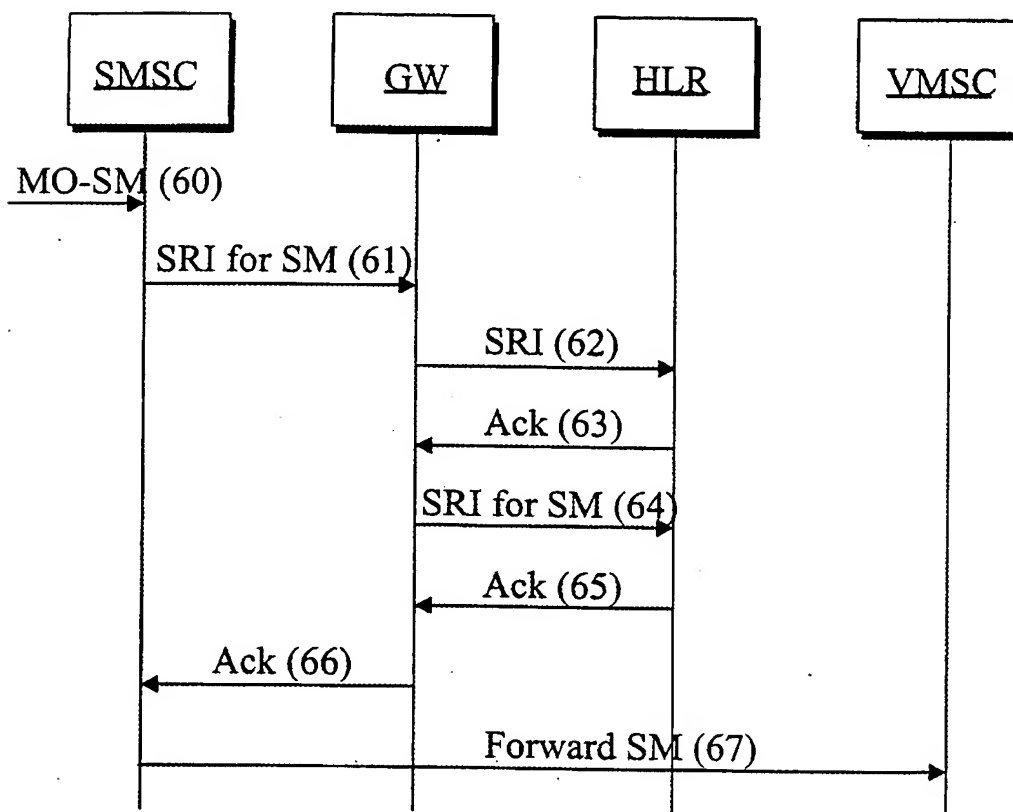 SMSC
GW
HLR
VMSC
MO-SM (60)
SRI for SM (61)
SRI (62)
Ack (63)
SRI for SM (64)
Ack (65)
Ack (66)
Forward SM (67)